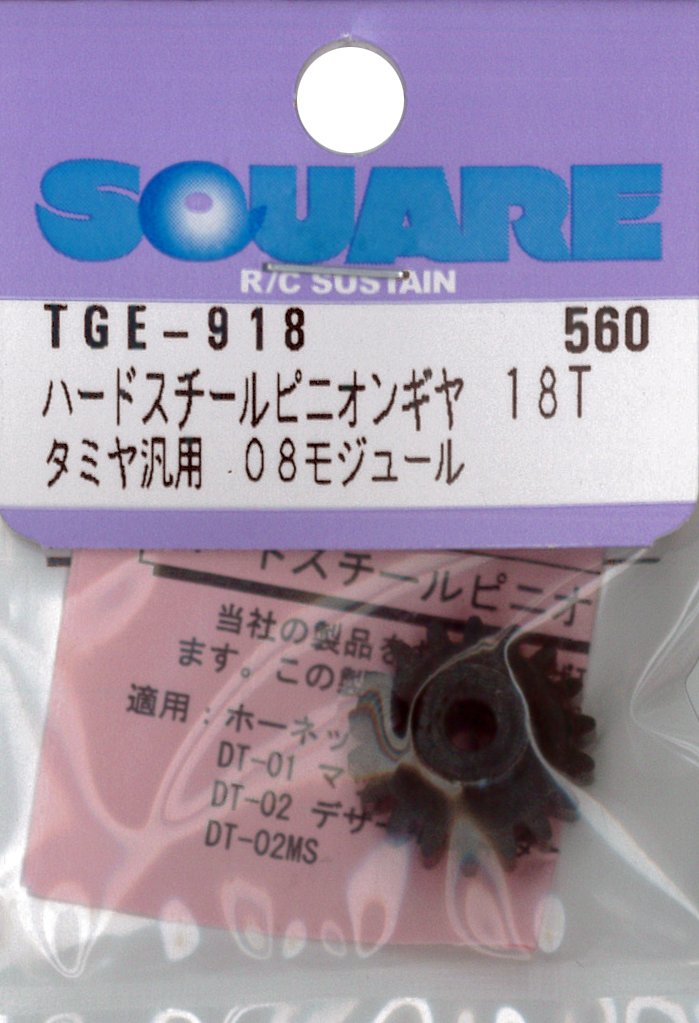 SQUARE
R/C SUSTAIN
TGE-918 560
ハードスチールピニオンギヤ 18T
タミヤ汎用 08モジュール
ードスチールピニオ
当社の製品を
ます。この製
適用：ホーネッ
DT-01 マ
DT-02 デザー
DT-02MS